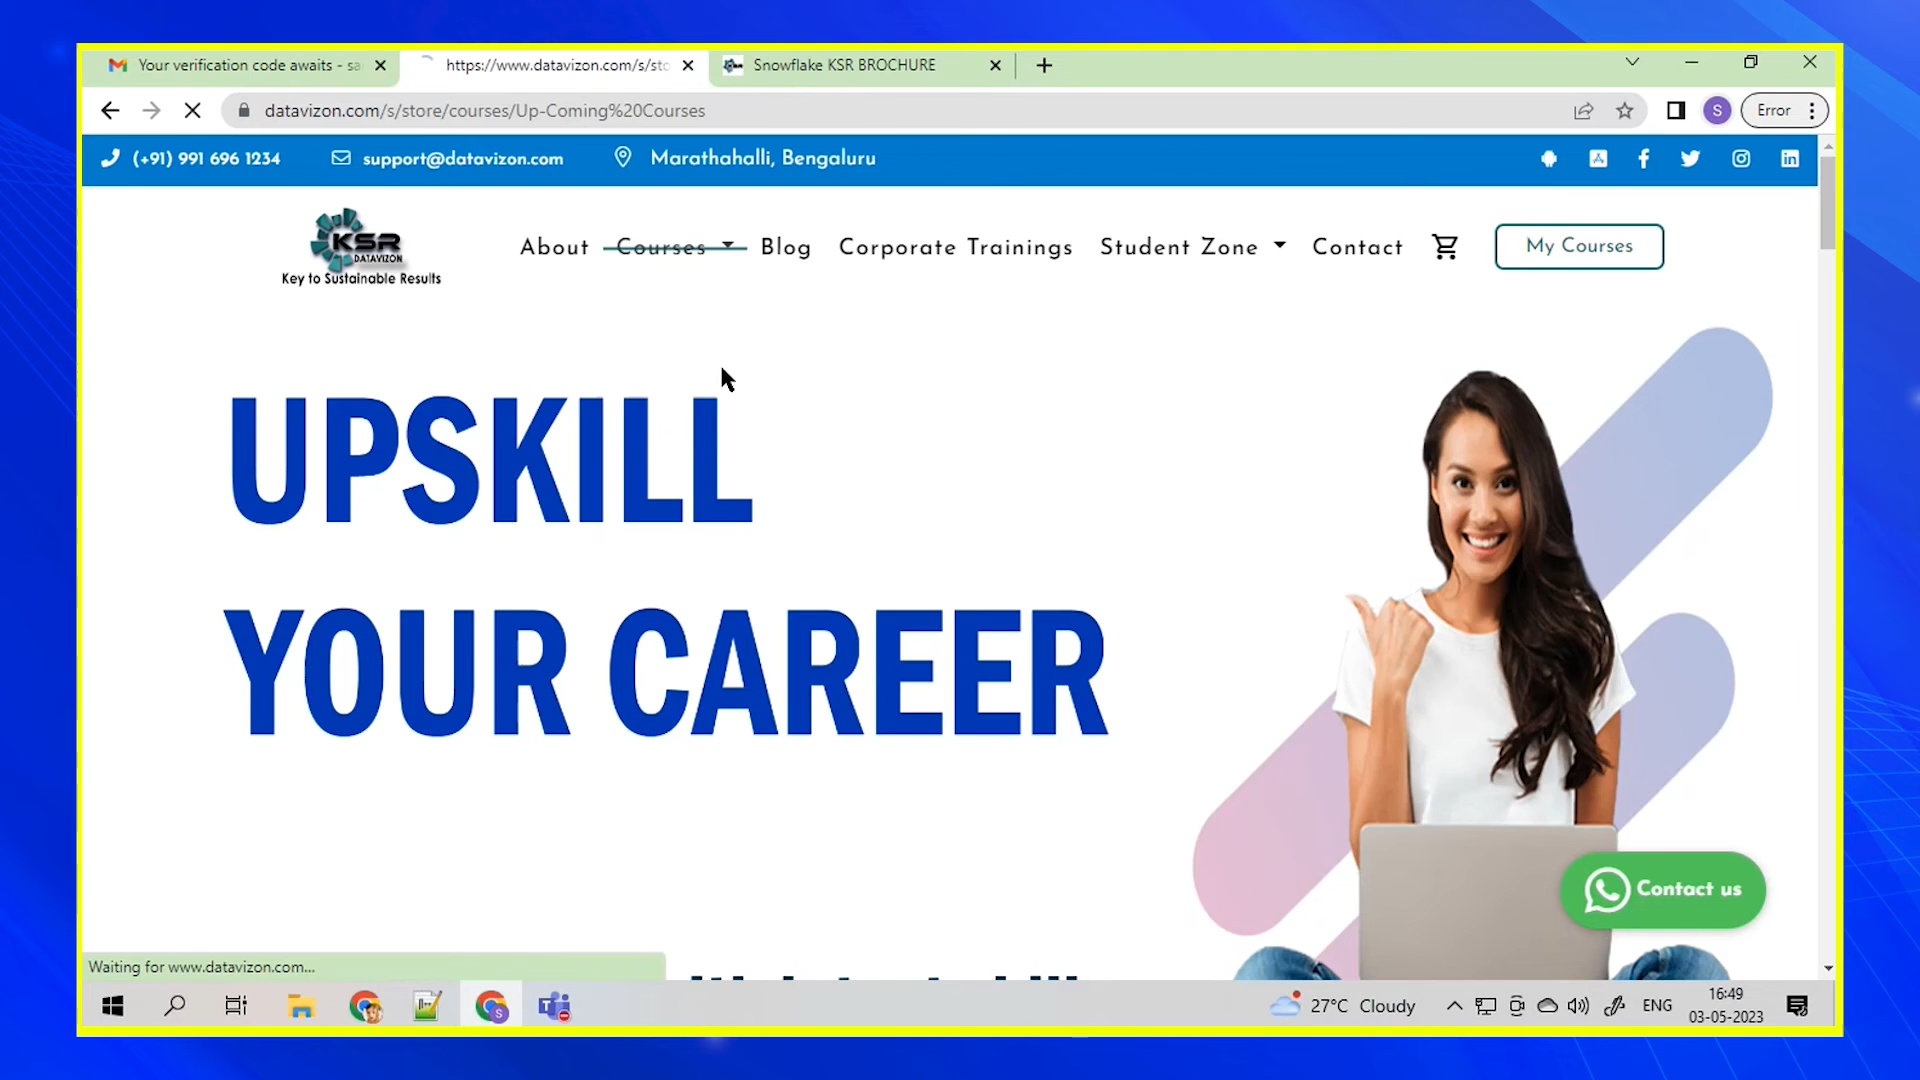 Your verification code awaits - sa
https://www.datavizon.com/s/sto
Snowflake KSR BROCHURE
datavizon.com/s/store/courses/Up-Coming%20Courses
S
Error
(+91) 991 696 1234
support@datavizon.com
Marathahalli, Bengaluru
KSR
DATAVIZON
Key to Sustainable Results
About
Courses
Blog
Corporate Trainings
Student Zone
Contact
My Courses
UPSKILL
YOUR CAREER
Contact us
Waiting for www.datavizon.com...
27°C Cloudy
ENG
16:49
03-05-2023